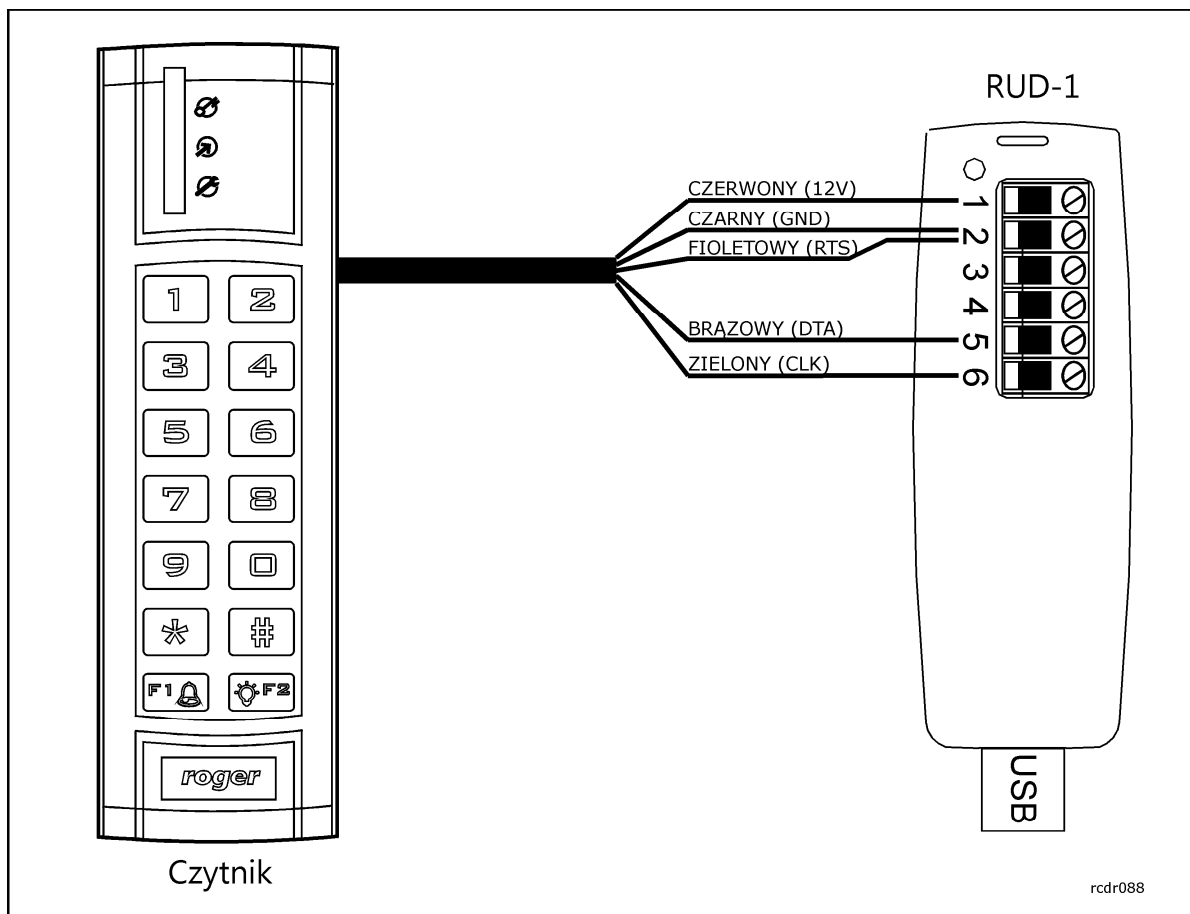 RUD-1
CZERWONY (12V)
CZARNY (GND)
FIOLETOWY (RTS)
BRĄZOWY (DTA)
ZIELONY (CLK)
1
2
3
4
5
6
1 2
3 4
5 6
7 8
9 0
* #
F1 F2
roger
Czytnik
USB
rcdr088